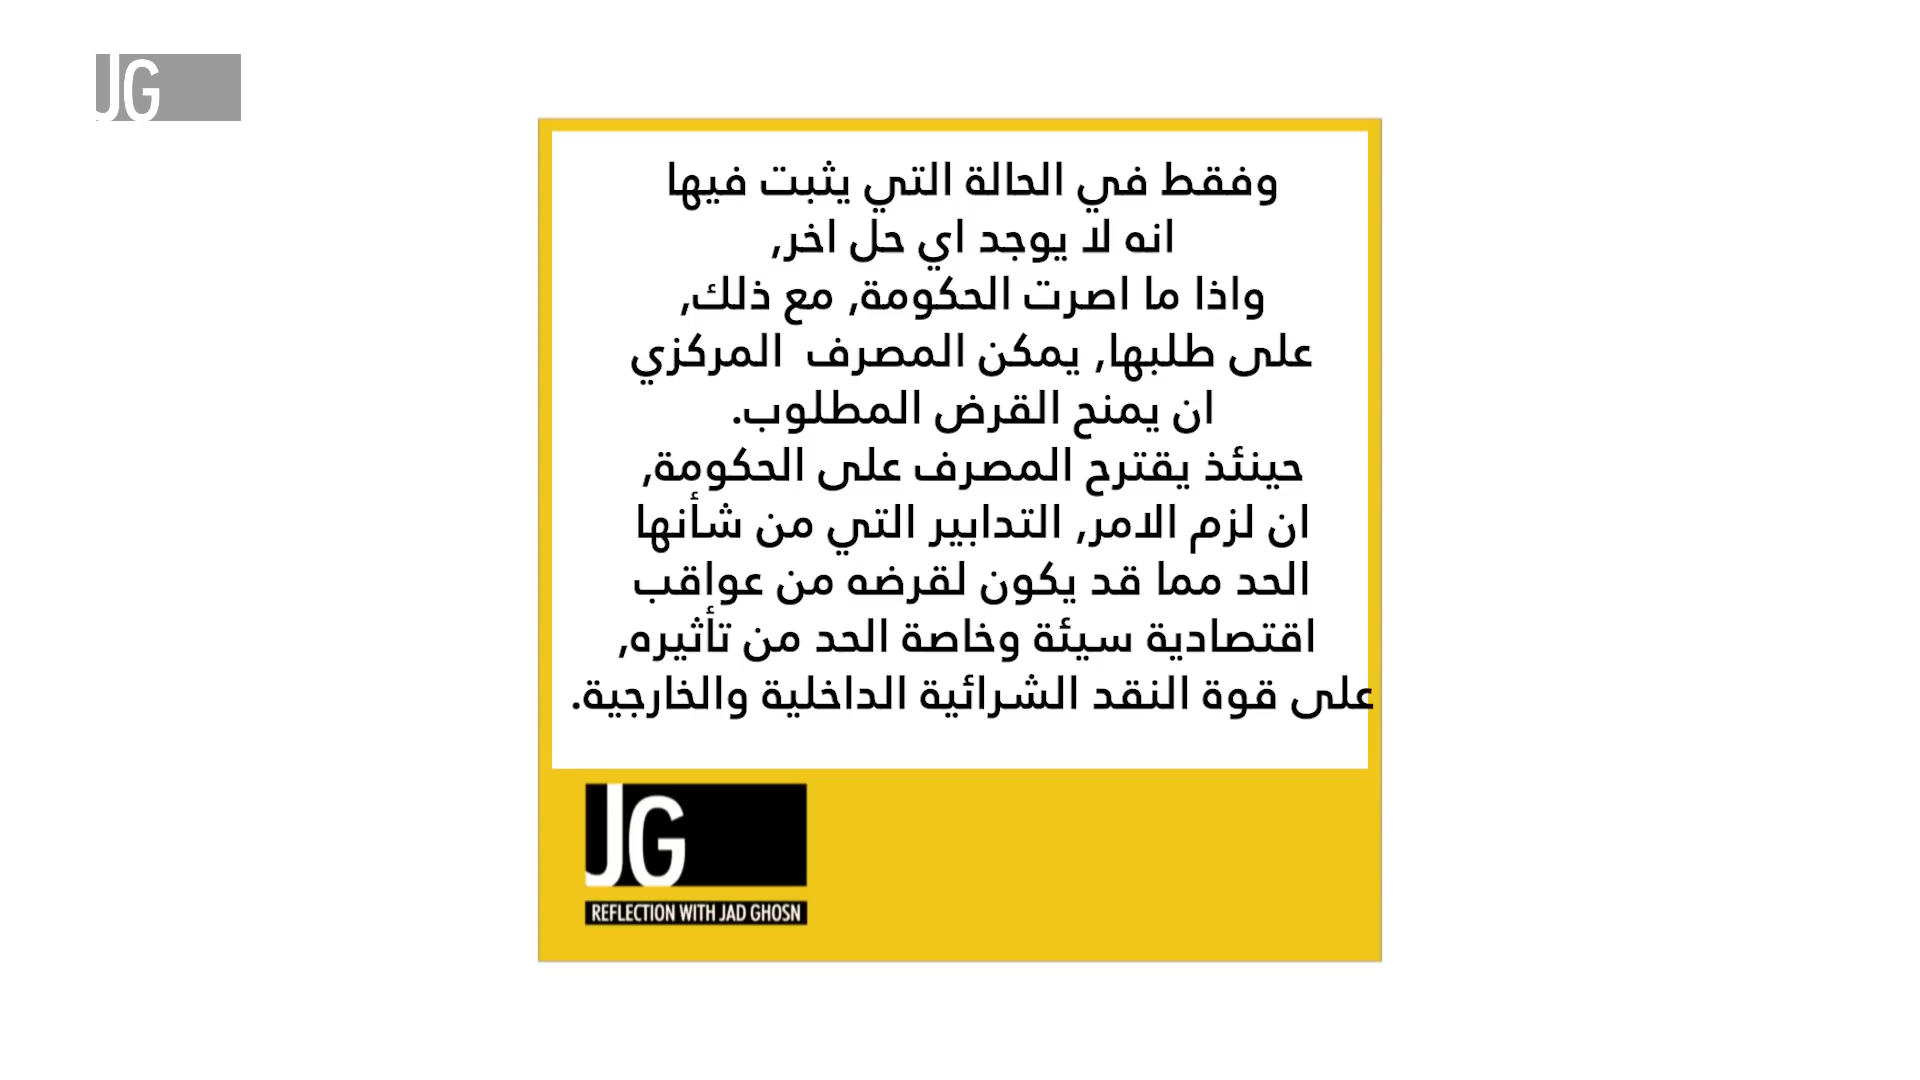 JG
وفقط في الحالة التي يثبت فيها
انه لا يوجد اي حل اخر,
واذا ما اصرت الحكومة, مع ذلك,
على طلبها, يمكن المصرف المركزي
ان يمنح القرض المطلوب.
حينئذ يقترح المصرف على الحكومة,
ان لزم الامر, التدابير التي من شأنها
الحد مما قد يكون لقرضه من عواقب
اقتصادية سيئة وخاصة الحد من تأثيره,
على قوة النقد الشرائية الداخلية والخارجية.
JG
REFLECTION WITH JAD GHOSN